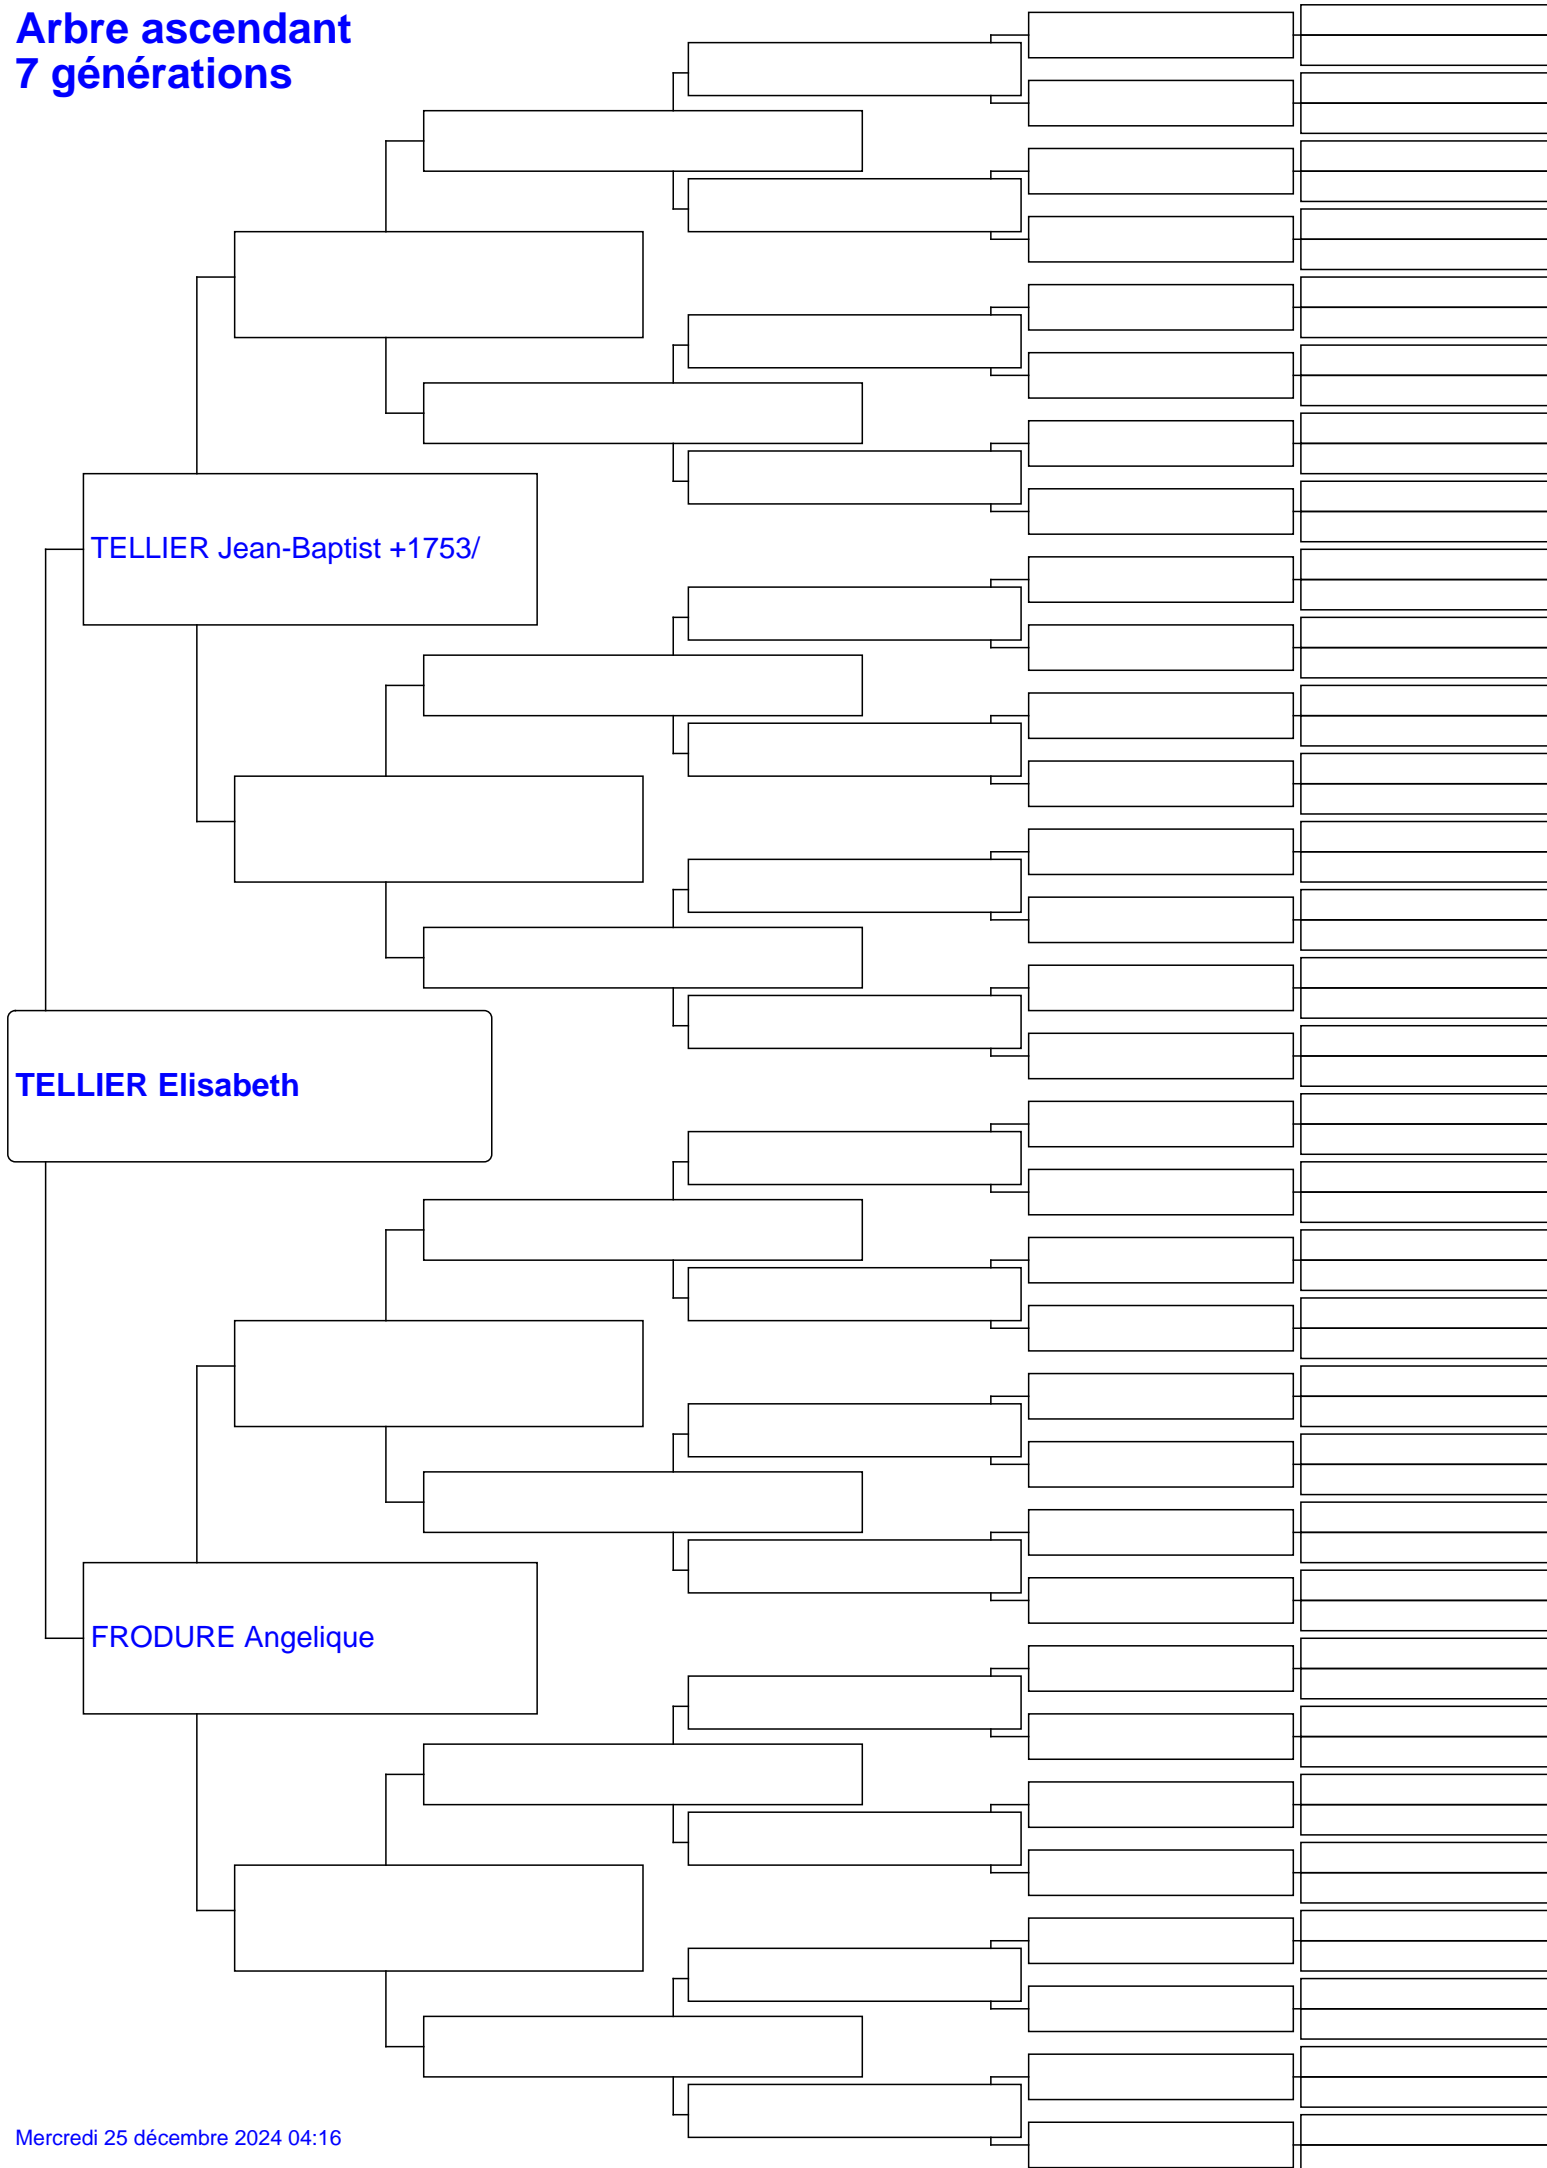 Arbre ascendant
7 générations
TELLIER Jean-Baptist +1753/
TELLIER Elisabeth
FRODURE Angelique
Mercredi 25 décembre 2024 04:16